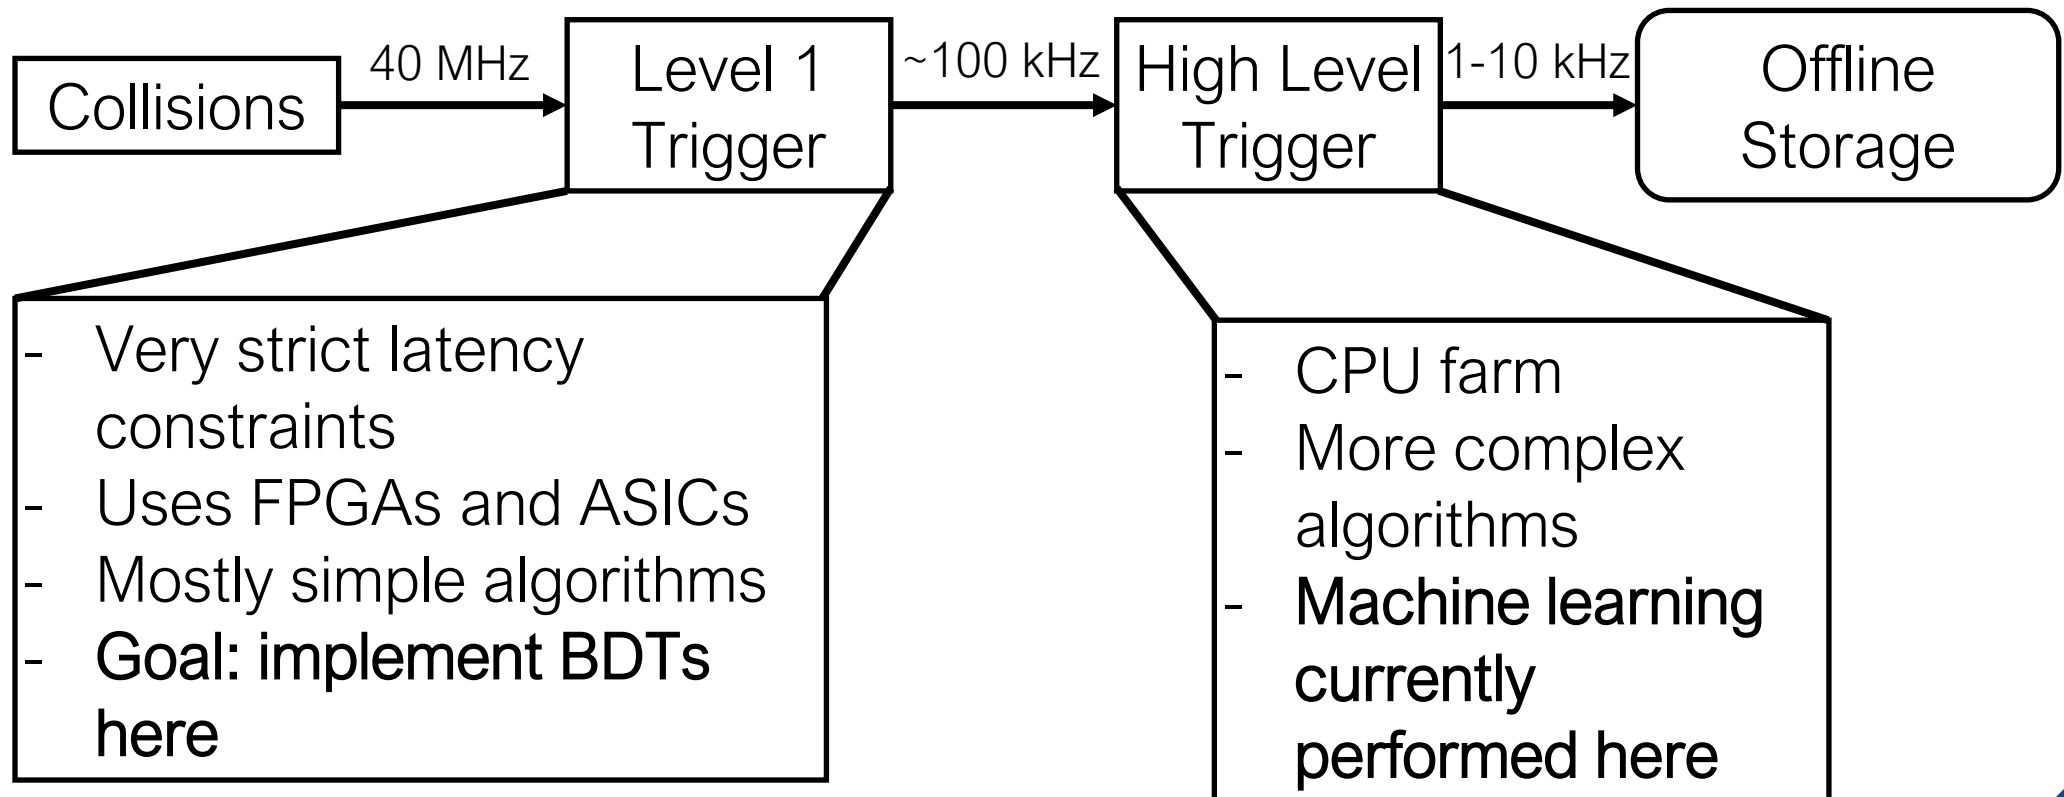 Collisions
40 MHz
Level 1
Trigger
~100 kHz
High Level
Trigger
1-10 kHz
Offline
Storage
- Very strict latency
constraints
- Uses FPGAs and ASICs
- Mostly simple algorithms
- Goal: implement BDTs
here
- CPU farm
- More complex
algorithms
- Machine learning
currently
performed here